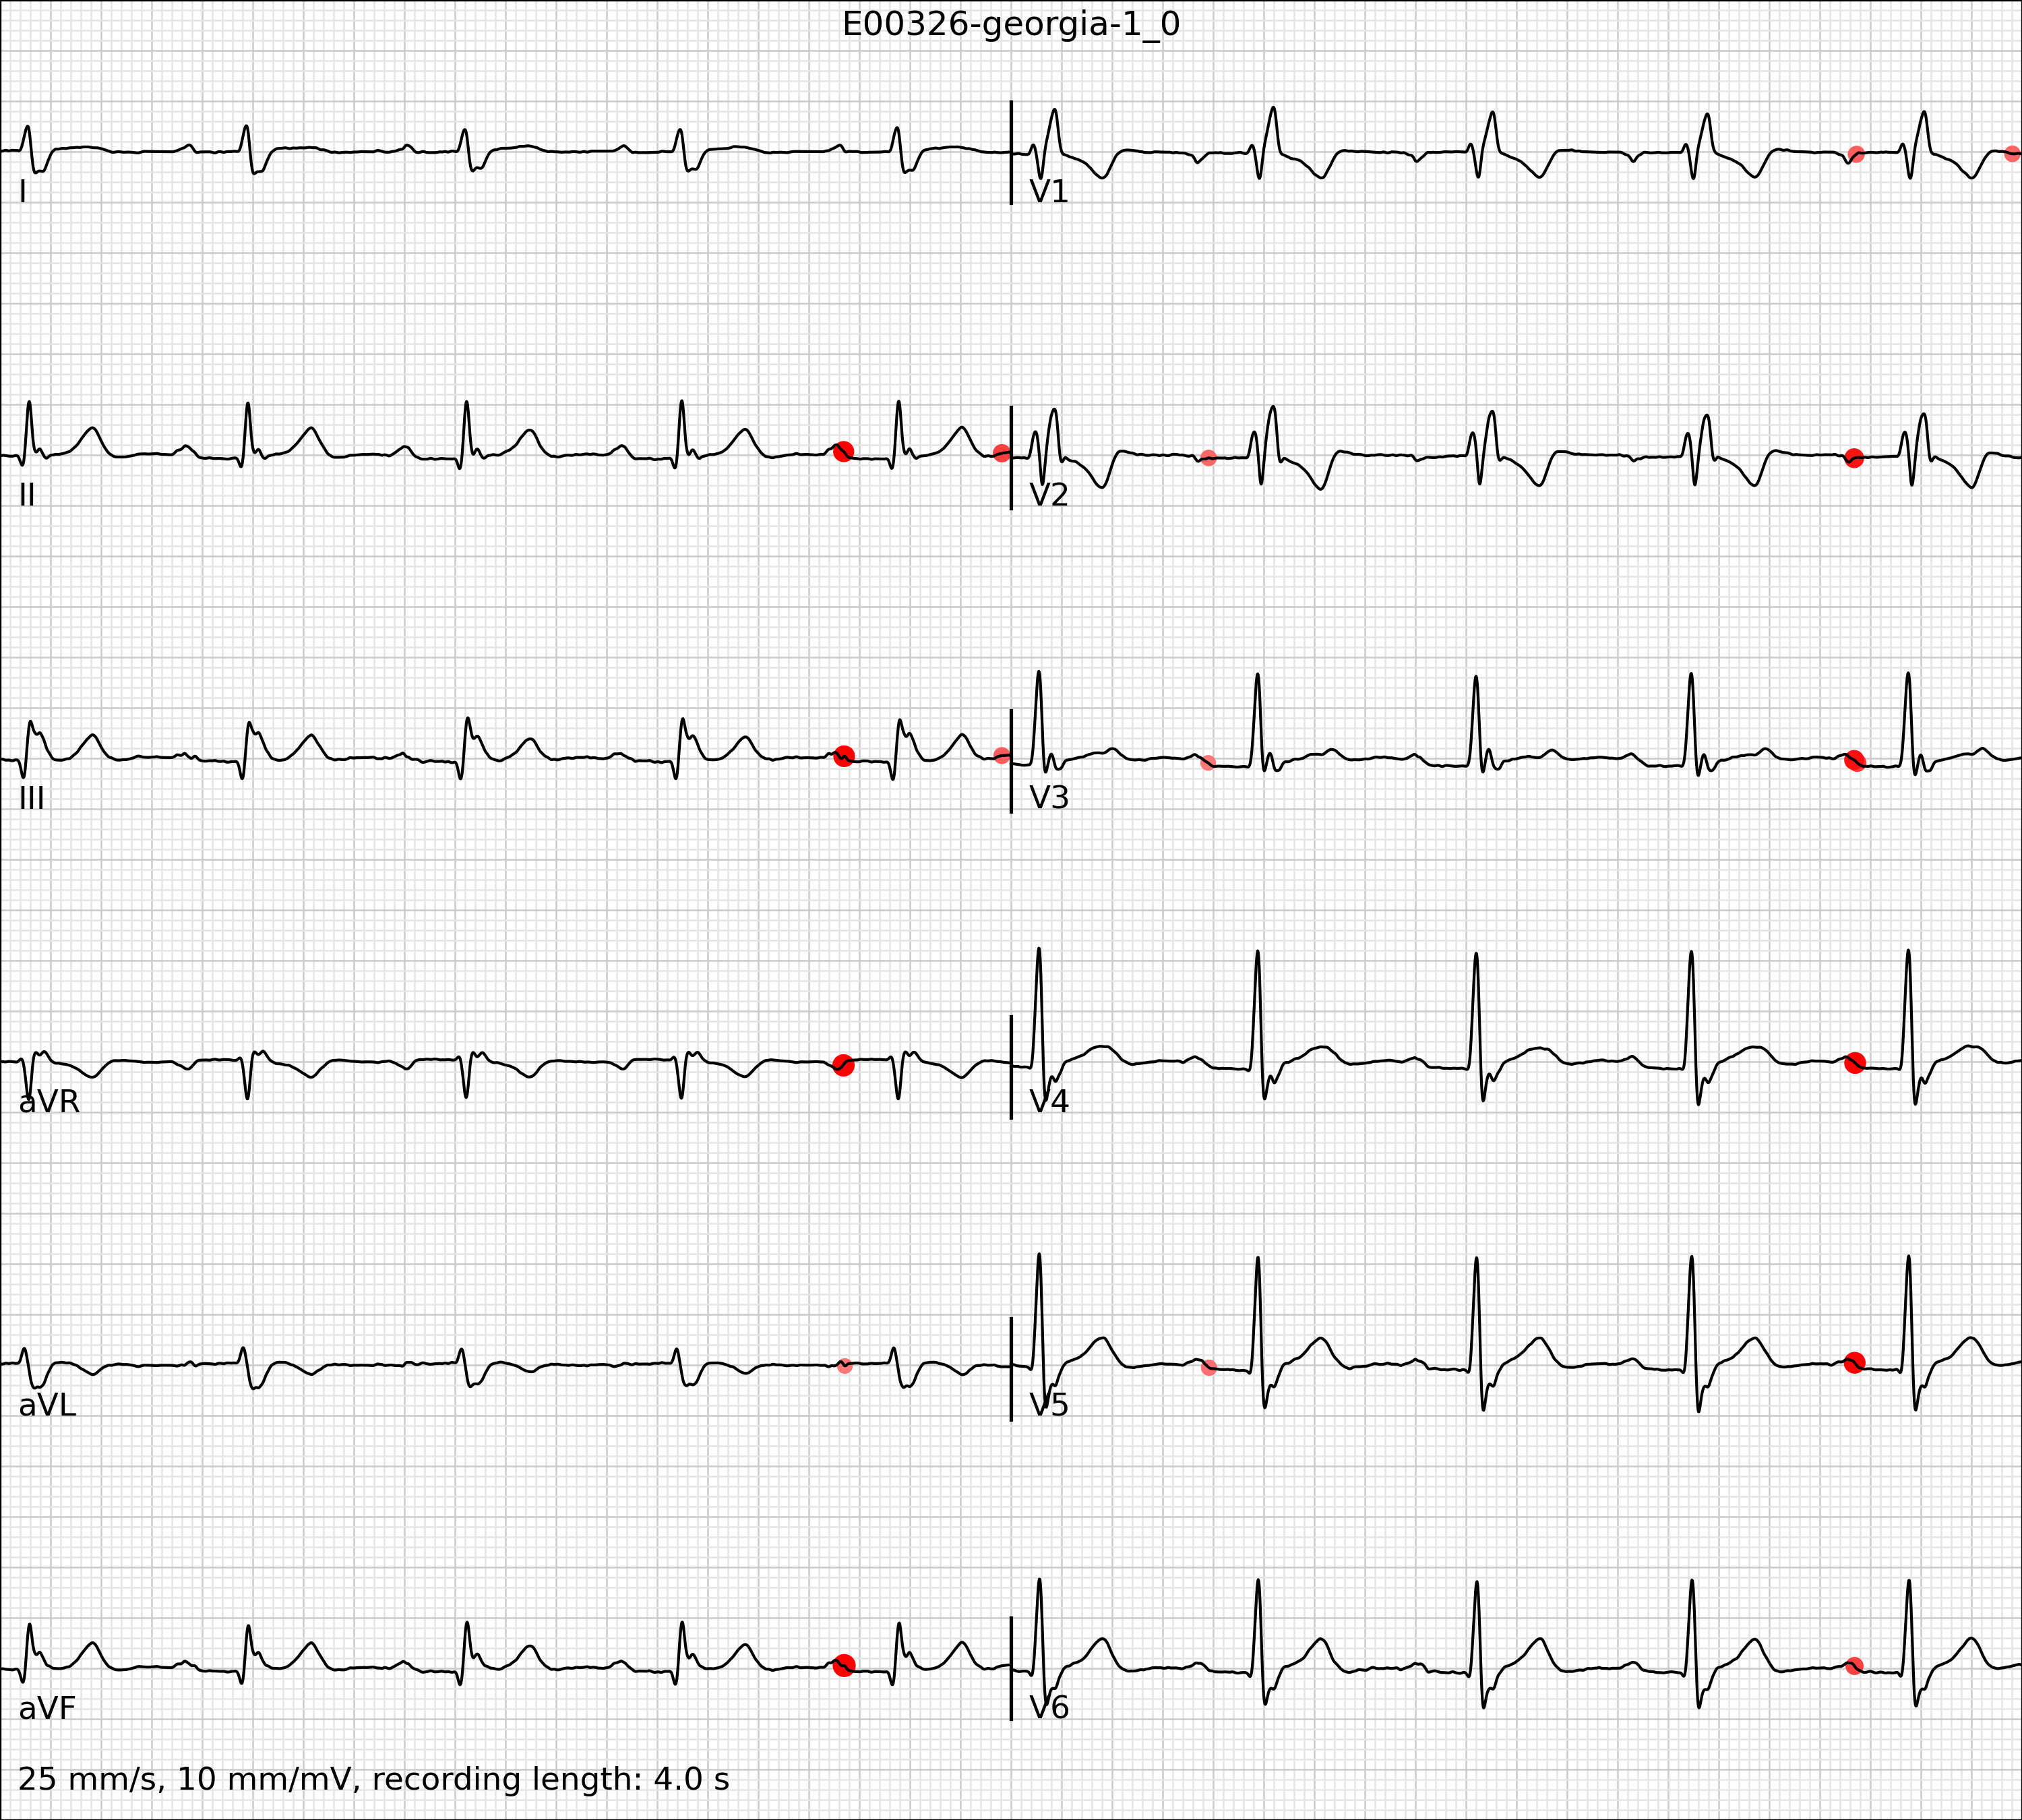 E00326-georgia-1_0
I
V1
II
V2
III
V3
aVR
V4
aVL
V5
aVF
V6
25 mm/s, 10 mm/mV, recording length: 4.0 s